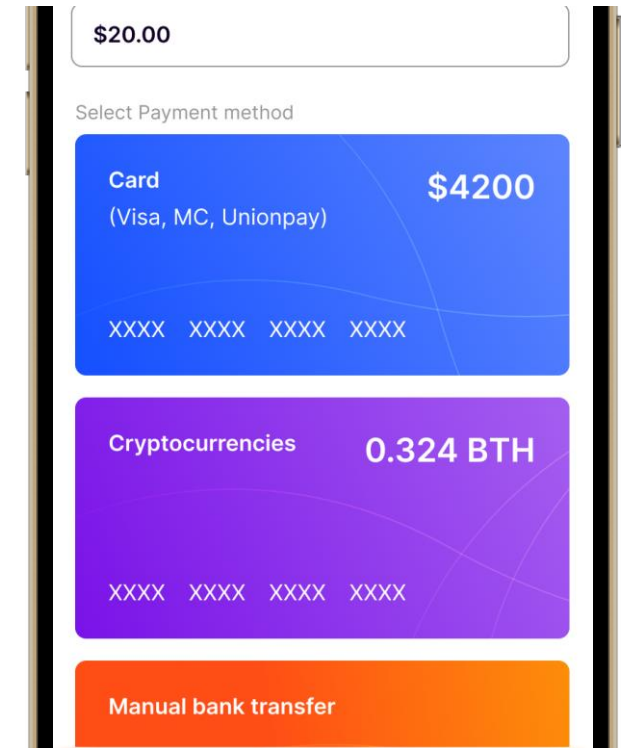 $20.00
Select Payment method
Card
$4200
(Visa, MC, Unionpay)
XXXX XXXX XXXX XXXX
Cryptocurrencies
0.324 BTH
XXXX XXXX XXXX XXXX
Manual bank transfer